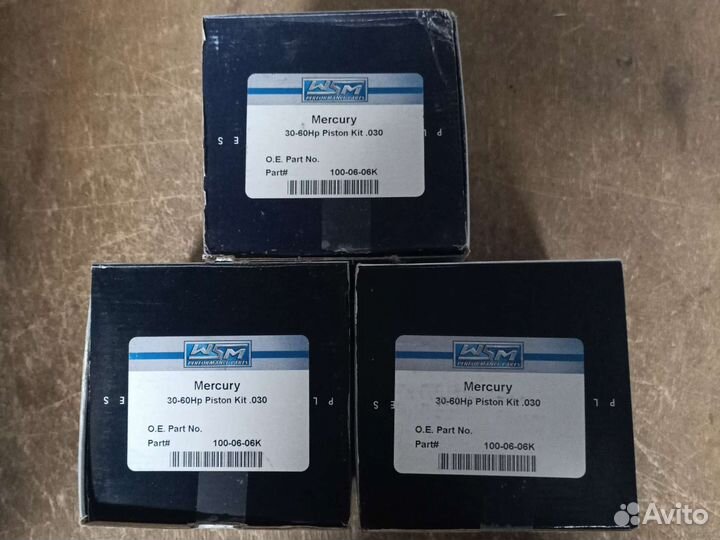 WSM
PERFORMANCE PARTS
Mercury
30-60Hp Piston Kit .030
O.E. Part No.
Part# 100-06-06K
P L E S
WSM
PERFORMANCE PARTS
Mercury
30-60Hp Piston Kit .030
O.E. Part No.
Part# 100-06-06K
P L E S
WSM
PERFORMANCE PARTS
Mercury
30-60Hp Piston Kit .030
O.E. Part No.
Part# 100-06-06K
P L E S
Avito